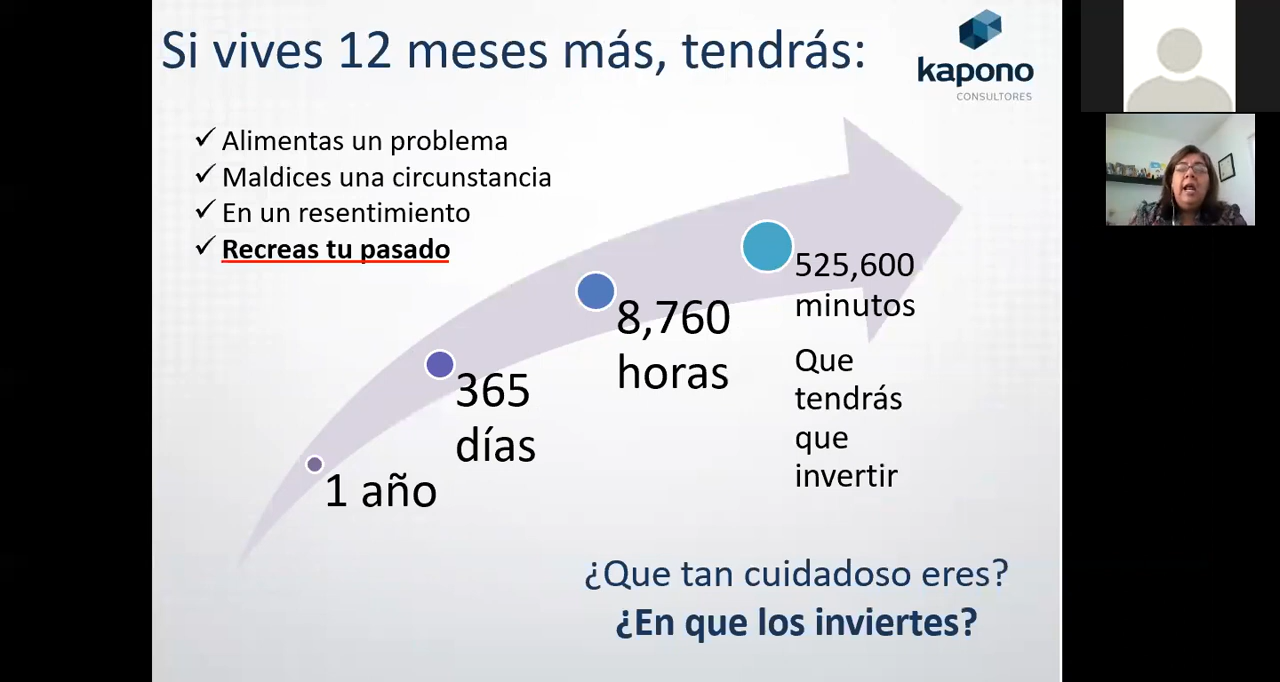 Si vives 12 meses más, tendrás:
kapono
CONSULTORES
✓ Alimentas un problema
✓ Maldices una circunstancia
✓ En un resentimiento
✓ Recreas tu pasado
525,600
minutos
8,760
horas
Que
tendrás
que
invertir
365
días
1 año
¿Que tan cuidadoso eres?
¿En que los inviertes?